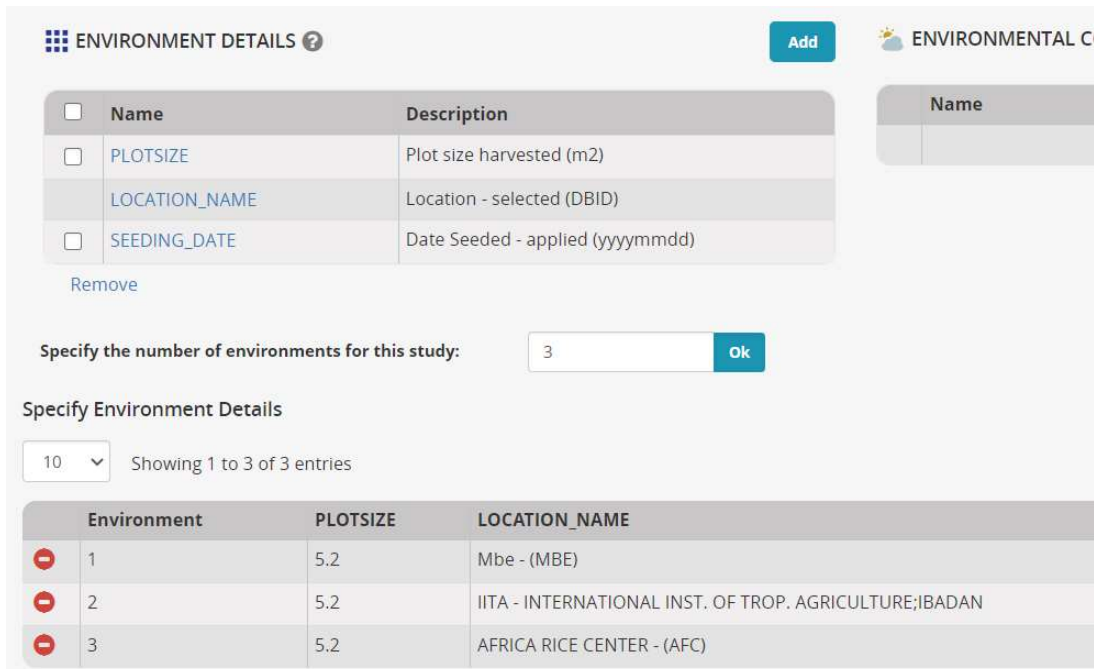 ENVIRONMENT DETAILS ?
Add
Name Description
PLOTSIZE Plot size harvested (m2)
LOCATION_NAME Location - selected (DBID)
SEEDING_DATE Date Seeded - applied (yyyymmdd)
Remove
ENVIRONMENTAL CO
Name
Specify the number of environments for this study: 3 Ok
Specify Environment Details
10 Showing 1 to 3 of 3 entries
Environment PLOTSIZE LOCATION_NAME
1 5.2 Mbe - (MBE)
2 5.2 IITA - INTERNATIONAL INST. OF TROP. AGRICULTURE;IBADAN
3 5.2 AFRICA RICE CENTER - (AFC)